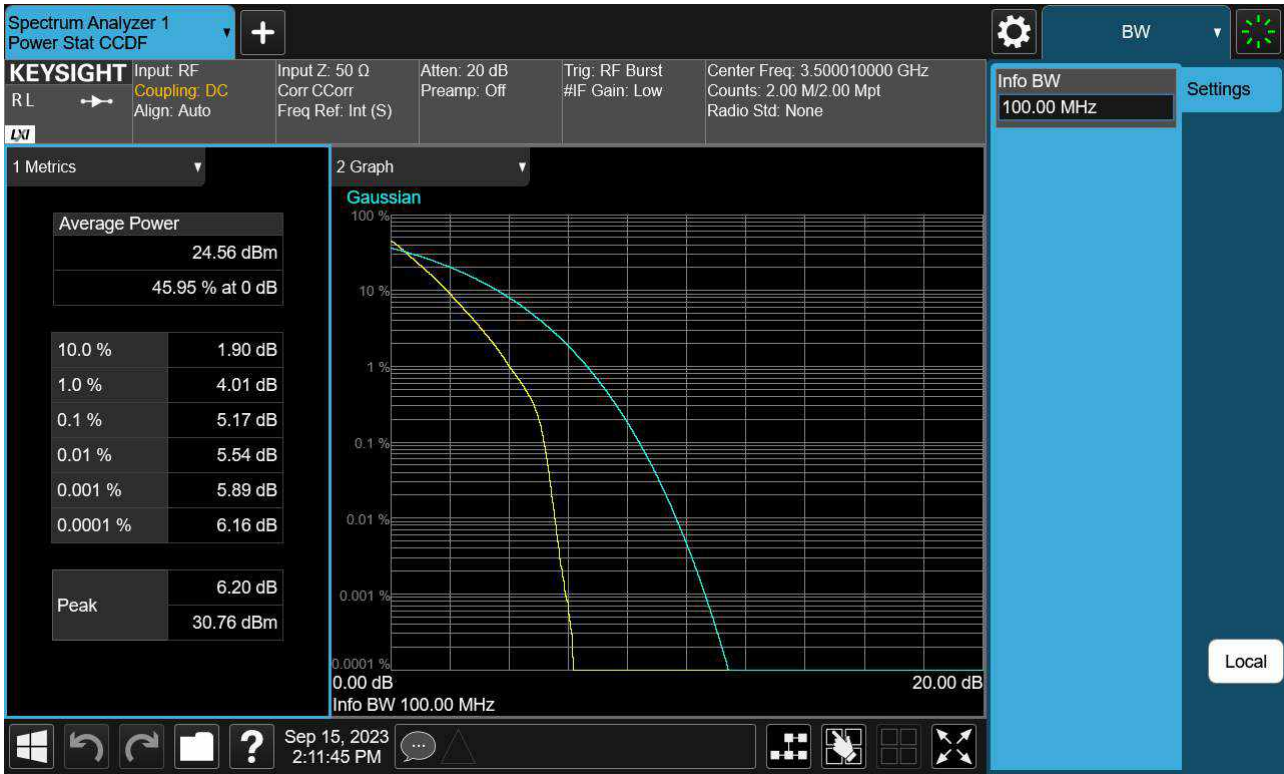 Spectrum Analyzer 1
Power Stat CCDF
BW
KEYSIGHT
RL
LXI
Input: RF
Coupling: DC
Align: Auto
Input Z: 50 Ω
Corr CCorr
Freq Ref: Int (S)
Atten: 20 dB
Preamp: Off
Trig: RF Burst
#IF Gain: Low
Center Freq: 3.500010000 GHz
Counts: 2.00 M/2.00 Mpt
Radio Std: None
Info BW
100.00 MHz
Settings
1 Metrics
Average Power
24.56 dBm
45.95 % at 0 dB
10.0 % 1.90 dB
1.0 % 4.01 dB
0.1 % 5.17 dB
0.01 % 5.54 dB
0.001 % 5.89 dB
0.0001 % 6.16 dB
Peak
6.20 dB
30.76 dBm
2 Graph
Gaussian
100 %
10 %
1 %
0.1 %
0.01 %
0.001 %
0.0001 %
0.00 dB 20.00 dB
Info BW 100.00 MHz
Local
?
Sep 15, 2023
2:11:45 PM